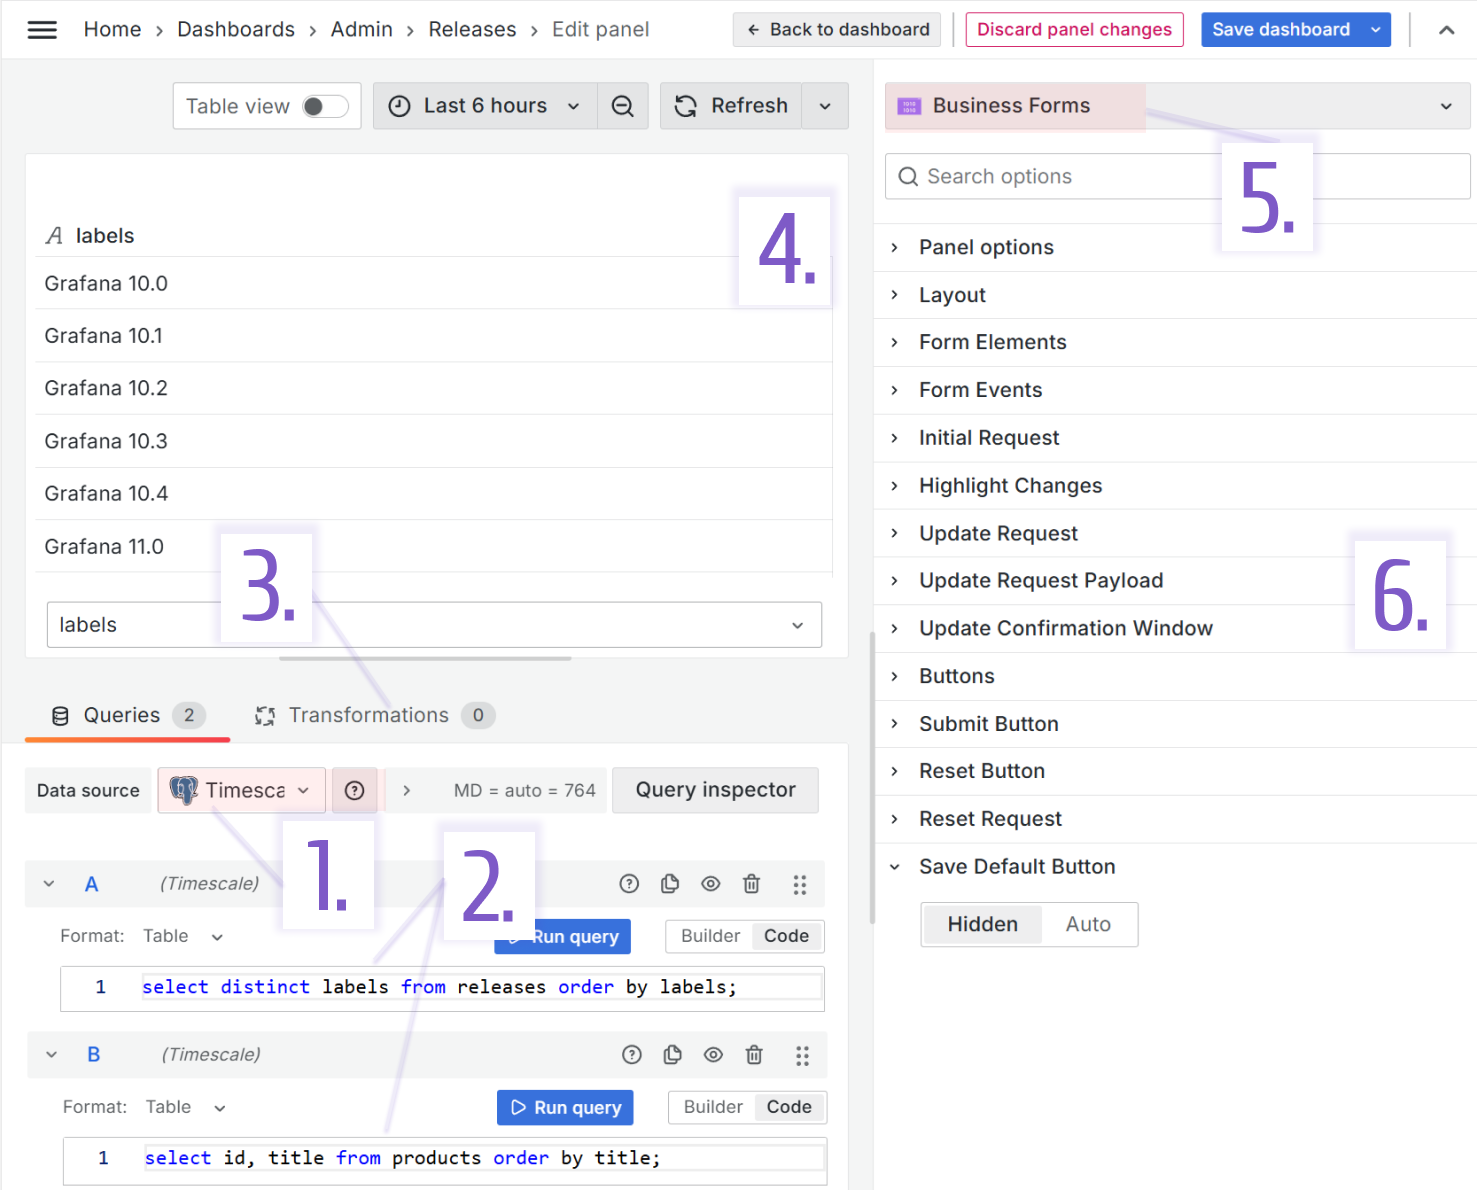 Home › Dashboards › Admin › Releases › Edit panel
Back to dashboard
Discard panel changes
Save dashboard
Table view
Last 6 hours
Refresh
Business Forms
Search options
4.
5.
labels
Grafana 10.0
Grafana 10.1
Grafana 10.2
Grafana 10.3
Grafana 10.4
Grafana 11.0
3.
labels
Queries 2
Transformations 0
Data source
Timesca
MD = auto = 764
Query inspector
1.
2.
A (Timescale)
Format: Table
Run query
Builder Code
1 select distinct labels from releases order by labels;
B (Timescale)
Format: Table
Run query
Builder Code
1 select id, title from products order by title;
Panel options
Layout
Form Elements
Form Events
Initial Request
Highlight Changes
Update Request
Update Request Payload
6.
Update Confirmation Window
Buttons
Submit Button
Reset Button
Reset Request
Save Default Button
Hidden Auto